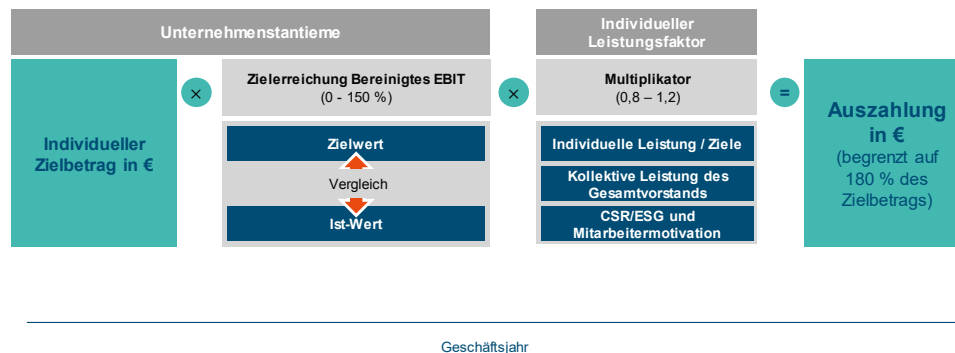 Unternehmenstantieme
Individueller
Leistungsfaktor
Individueller
Zielbetrag in €
×
Zielerreichung Bereinigtes EBIT
(0 - 150 %)
Zielwert
Vergleich
Ist-Wert
×
Multiplikator
(0,8 – 1,2)
Individuelle Leistung / Ziele
Kollektive Leistung des
Gesamtvorstands
CSR/ESG und
Mitarbeitermotivation
=
Auszahlung
in €
(begrenzt auf
180 % des
Zielbetrags)
Geschäftsjahr